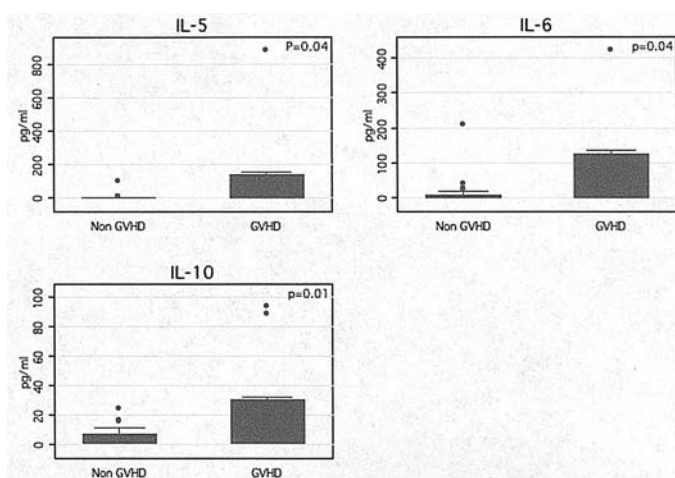 IL-5
P=0.04
800
600
400
200
0
pg/ml
Non GVHD
GVHD
IL-6
p=0.04
400
300
200
100
0
pg/ml
Non GVHD
GVHD
IL-10
p=0.01
100
80
60
40
20
0
pg/ml
Non GVHD
GVHD